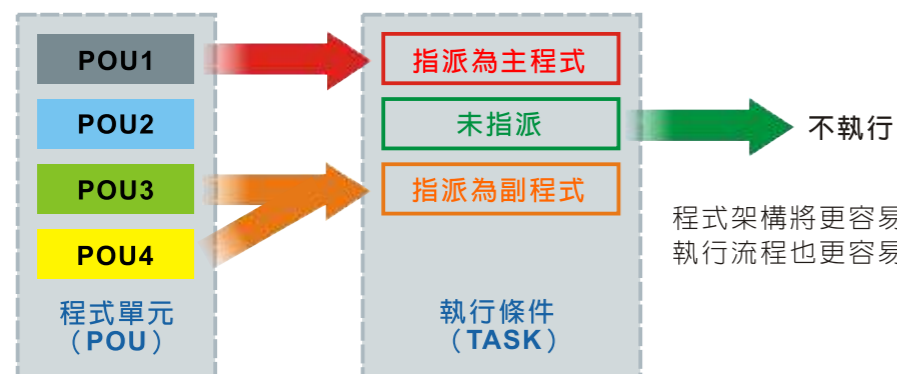 POU1
POU2
POU3
POU4
程式單元
（POU）
指派為主程式
未指派
指派為副程式
執行條件
（TASK）
不執行
程式架構將更容易
執行流程也更容易